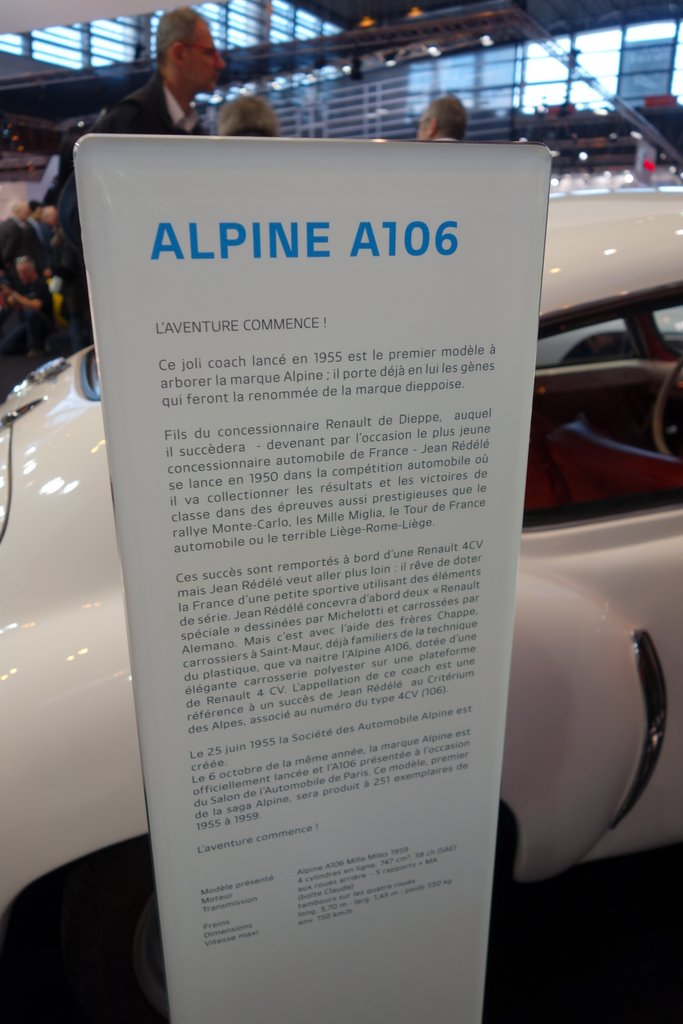 ALPINE A106
L'AVENTURE COMMENCE !
Ce joli coach lancé en 1955 est le premier modèle à
arborer la marque Alpine ; il porte déjà en lui les gènes
qui feront la renommée de la marque dieppoise.
Fils du concessionnaire Renault de Dieppe, auquel
il succèdera - devenant par l'occasion le plus jeune
concessionnaire automobile de France - Jean Rédélé
se lance en 1950 dans la compétition automobile où
il va collectionner les résultats et les victoires de
classe dans des épreuves aussi prestigieuses que le
rallye Monte-Carlo, les Mille Miglia, le Tour de France
automobile ou le terrible Liège-Rome-Liège.
Ces succès sont remportés à bord d'une Renault 4CV
mais Jean Rédélé veut aller plus loin : il rêve de doter
la France d'une petite sportive utilisant des éléments
de série. Jean Rédélé concevra d'abord deux « Renault
spéciale » dessinées par Michelotti et carrossées par
Alemano. Mais c'est avec l'aide des frères Chappe,
carrossiers à Saint-Maur, déjà familiers de la technique
du plastique, que va naitre l'Alpine A106, dotée d'une
élégante carrosserie polyester sur une plateforme
de Renault 4 CV. L'appellation de ce coach est une
référence à un succès de Jean Rédélé au Critérium
des Alpes, associé au numéro du type 4CV (106).
Le 25 juin 1955 la Société des Automobile Alpine est
créée.
Le 6 octobre de la même année, la marque Alpine est
officiellement lancée et l'A106 présentée à l'occasion
du Salon de l'Automobile de Paris. Ce modèle, premier
de la saga Alpine, sera produit à 251 exemplaires de
1955 à 1959.
L'aventure commence !
Modèle présenté Alpine A106 Mille Miles 1959
Moteur 4 cylindres en ligne, 747 cm³, 38 ch (SAE)
Transmission aux roues arrière - 5 rapports + MA
(boîte Claude)
Freins tambours sur les quatre roues
Dimensions long. 3,70 m - larg. 1,45 m - poids 550 kg
Vitesse maxi env. 150 km/h